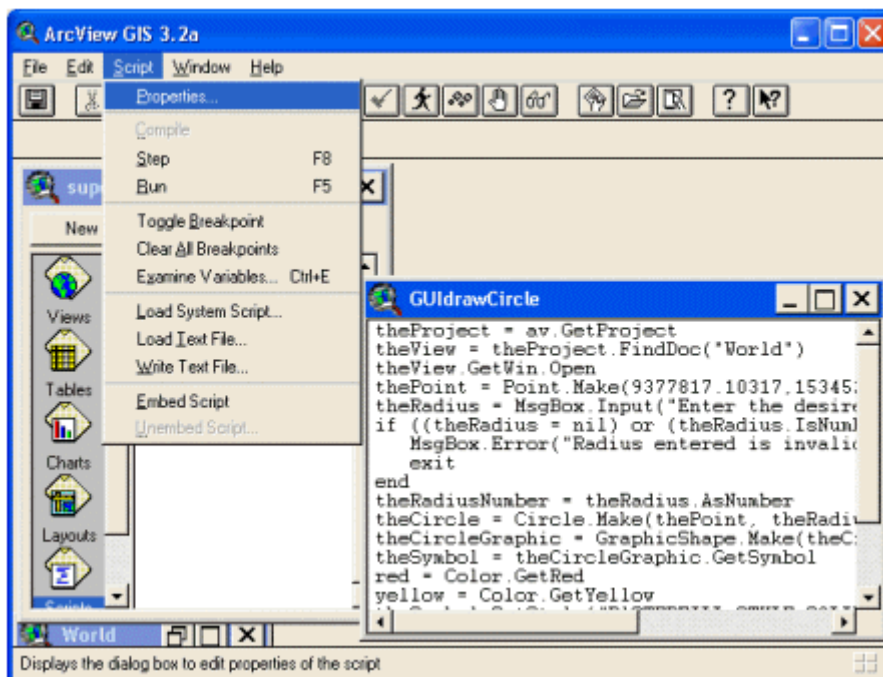 ArcView GIS 3.2a
File Edit Script Window Help
Properties...
Compile
Step F8
Run F5
Toggle Breakpoint
Clear All Breakpoints
Examine Variables... Ctrl+E
Load System Script...
Load Text File...
Write Text File...
Embed Script
Unembed Script...
New
Views
Tables
Charts
Layouts
Scripts
World
GUIdrawCircle
theProject = av.GetProject
theView = theProject.FindDoc("World")
theView.GetWin.Open
thePoint = Point.Make(9377817.10317,15345
theRadius = MsgBox.Input("Enter the desire
if ((theRadius = nil) or (theRadius.IsNum
MsgBox.Error("Radius entered is invali
exit
end
theRadiusNumber = theRadius.AsNumber
theCircle = Circle.Make(thePoint, theRadi
theCircleGraphic = GraphicShape.Make(theC
theSymbol = theCircleGraphic.GetSymbol
red = Color.GetRed
yellow = Color.GetYellow
Displays the dialog box to edit properties of the script